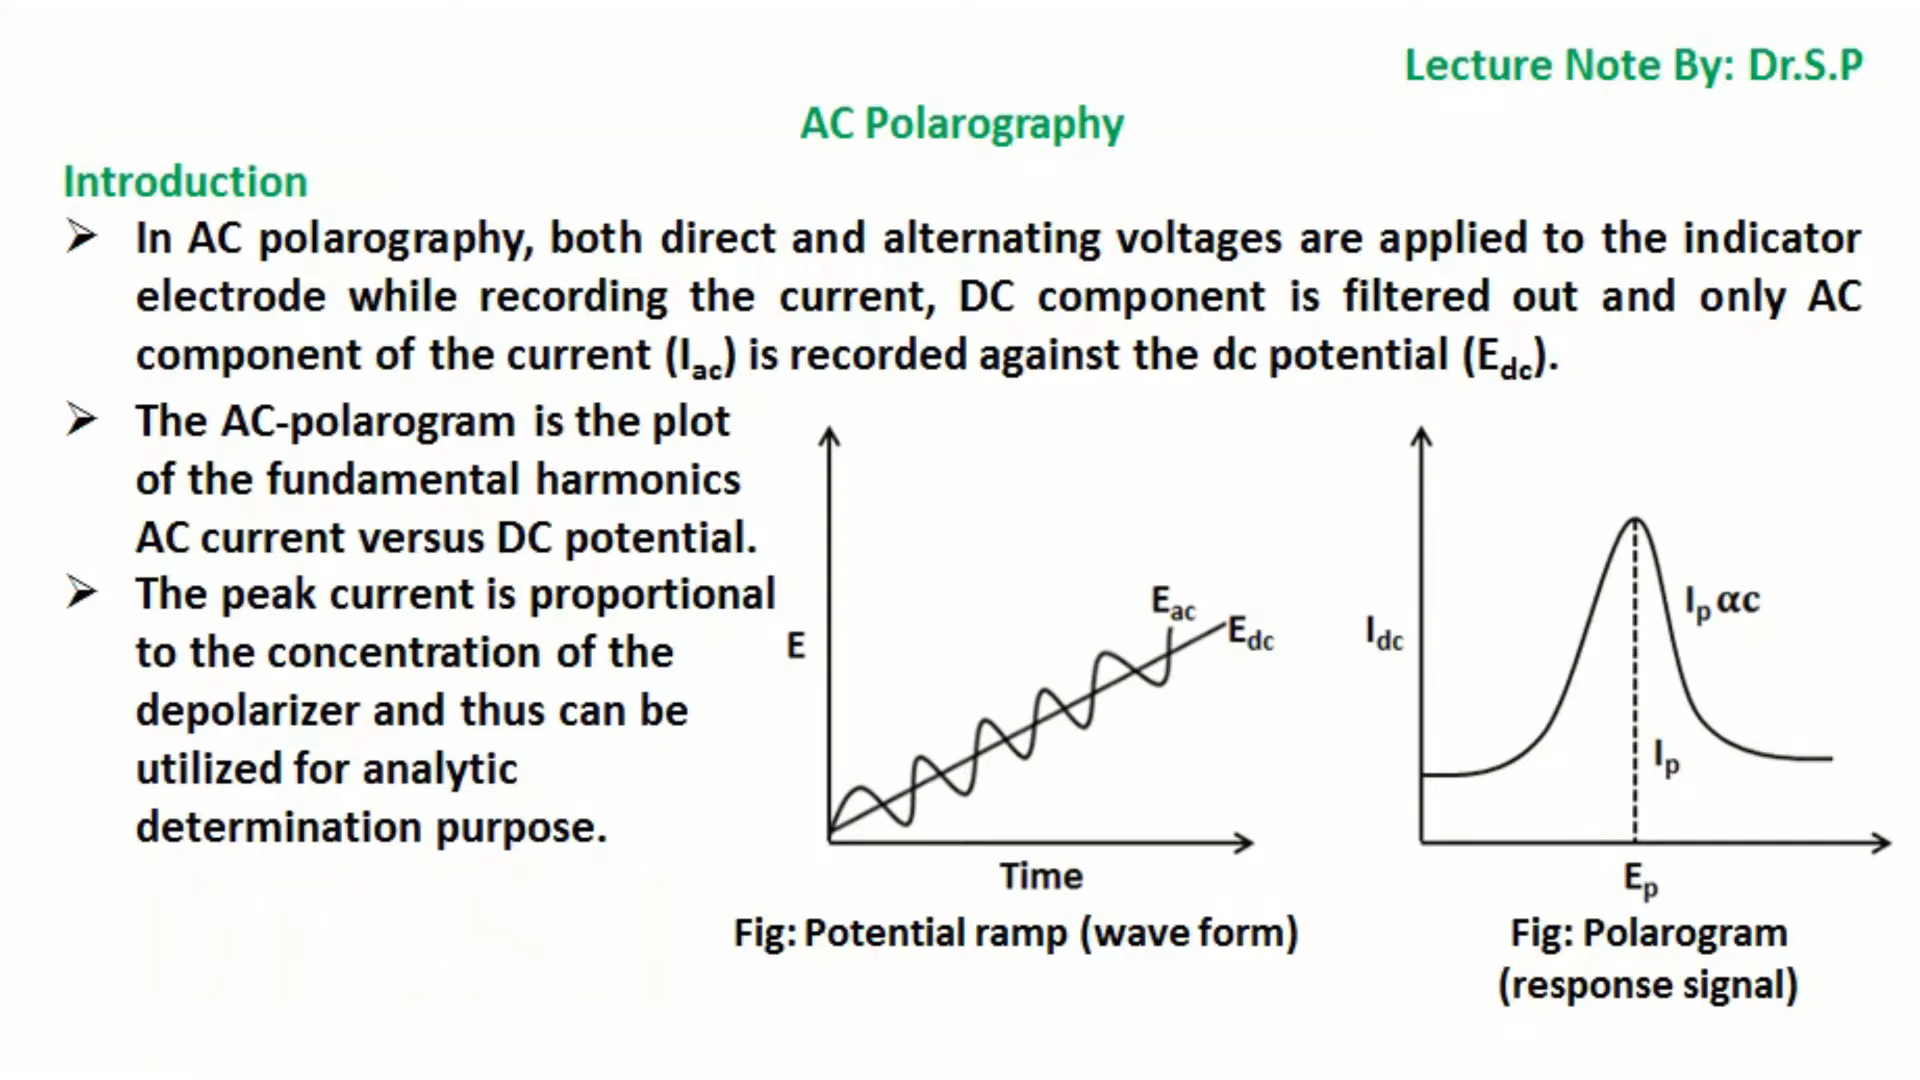 Lecture Note By: Dr.S.P
AC Polarography
Introduction
➢ In AC polarography, both direct and alternating voltages are applied to the indicator
electrode while recording the current, DC component is filtered out and only AC
component of the current (Iac) is recorded against the dc potential (Edc).
➢ The AC-polarogram is the plot
of the fundamental harmonics
AC current versus DC potential.
➢ The peak current is proportional
to the concentration of the
depolarizer and thus can be
utilized for analytic
determination purpose.
E
Eac
Edc
Time
Fig: Potential ramp (wave form)
Idc
Ip αc
Ip
Ep
Fig: Polarogram
(response signal)